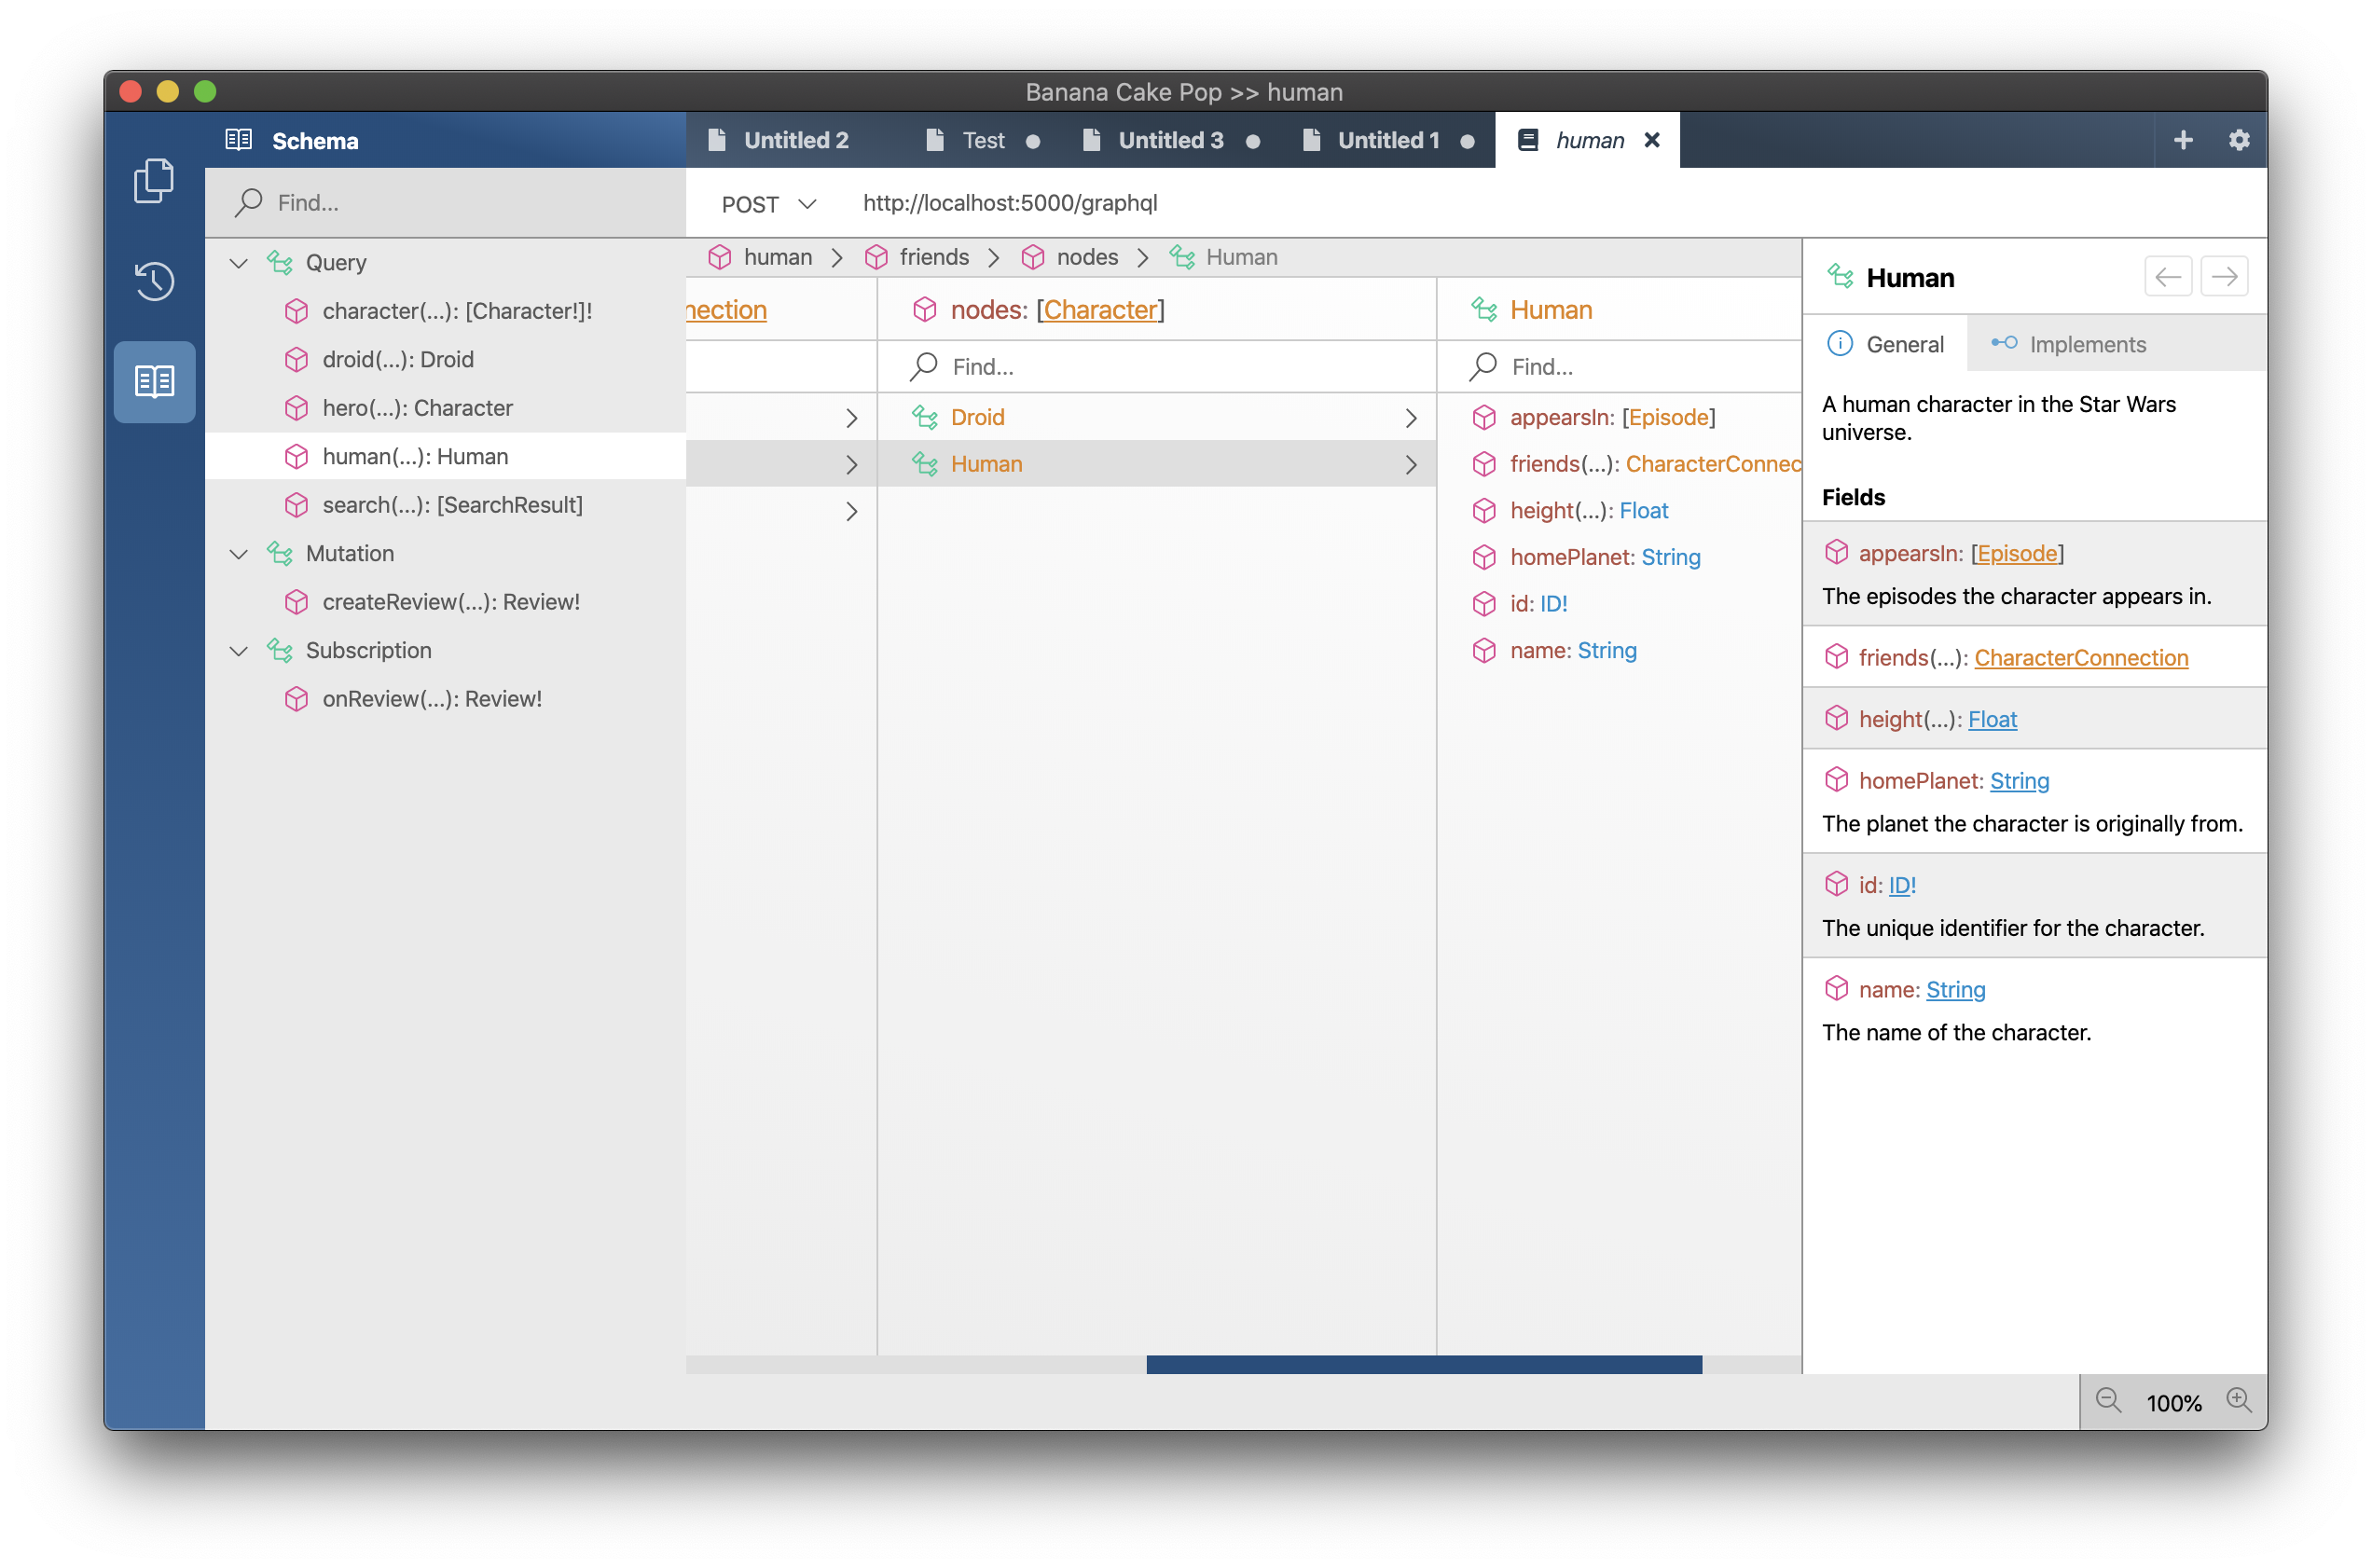 Banana Cake Pop >> human
Schema
Untitled 2
Test
Untitled 3
Untitled 1
human
Find...
POST
http://localhost:5000/graphql
Query
character(...): [Character!]!
droid(...): Droid
hero(...): Character
human(...): Human
search(...): [SearchResult]
Mutation
createReview(...): Review!
Subscription
onReview(...): Review!
human
friends
nodes
Human
nection
nodes: [Character]
Find...
Droid
Human
Human
Find...
appearsIn: [Episode]
friends(...): CharacterConnec
height(...): Float
homePlanet: String
id: ID!
name: String
Human
General
Implements
A human character in the Star Wars
universe.
Fields
appearsIn: [Episode]
The episodes the character appears in.
friends(...): CharacterConnection
height(...): Float
homePlanet: String
The planet the character is originally from.
id: ID!
The unique identifier for the character.
name: String
The name of the character.
100%